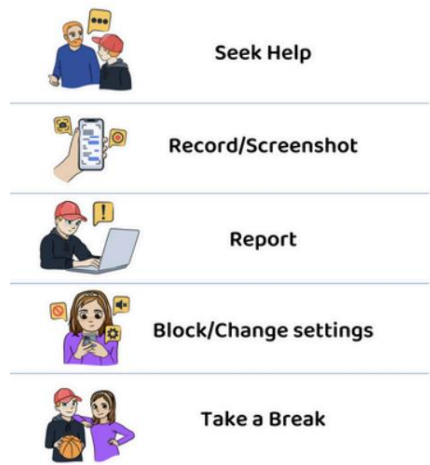 Seek Help
Record/Screenshot
Report
Block/Change settings
Take a Break